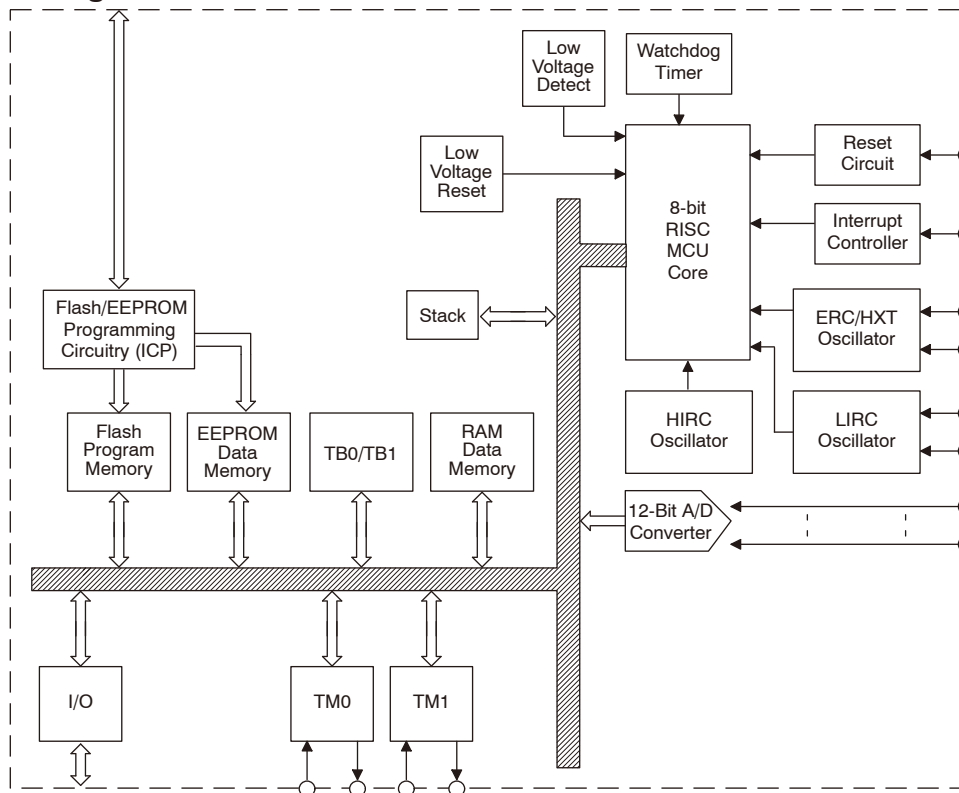 Low
Voltage
Detect
Watchdog
Timer
Low
Voltage
Reset
8-bit
RISC
MCU
Core
Reset
Circuit
Interrupt
Controller
Flash/EEPROM
Programming
Circuitry (ICP)
Stack
ERC/HXT
Oscillator
HIRC
Oscillator
LIRC
Oscillator
Flash
Program
Memory
EEPROM
Data
Memory
TB0/TB1
RAM
Data
Memory
12-Bit A/D
Converter
I/O
TM0
TM1